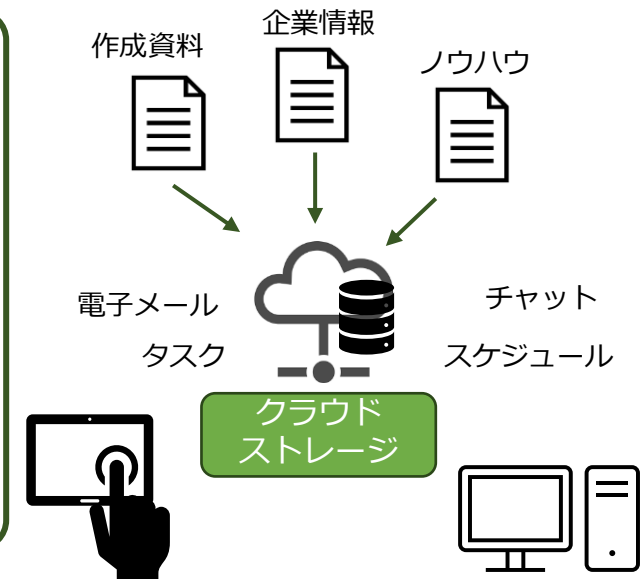 企業情報
作成資料
ノウハウ
電子メール
チャット
タスク
スケジュール
クラウド
ストレージ